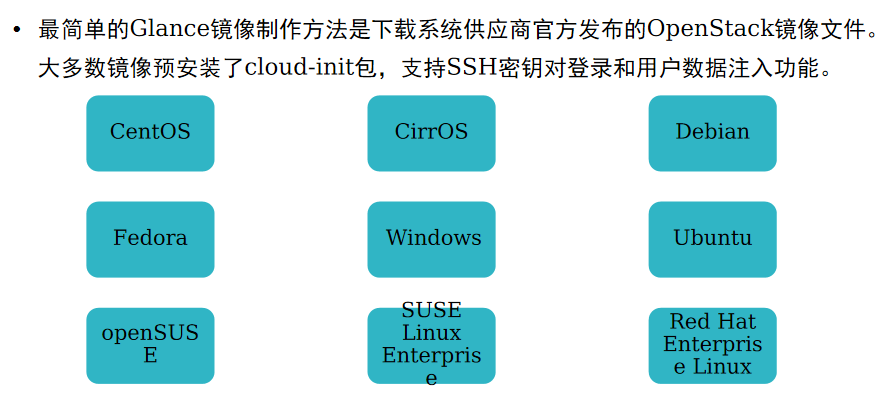 • 最简单的Glance镜像制作方法是下载系统供应商官方发布的OpenStack镜像文件。
大多数镜像预安装了cloud-init包，支持SSH密钥对登录和用户数据注入功能。
CentOS
CirrOS
Debian
Fedora
Windows
Ubuntu
openSUS
E
SUSE
Linux
Enterpris
e
Red Hat
Enterpris
e Linux